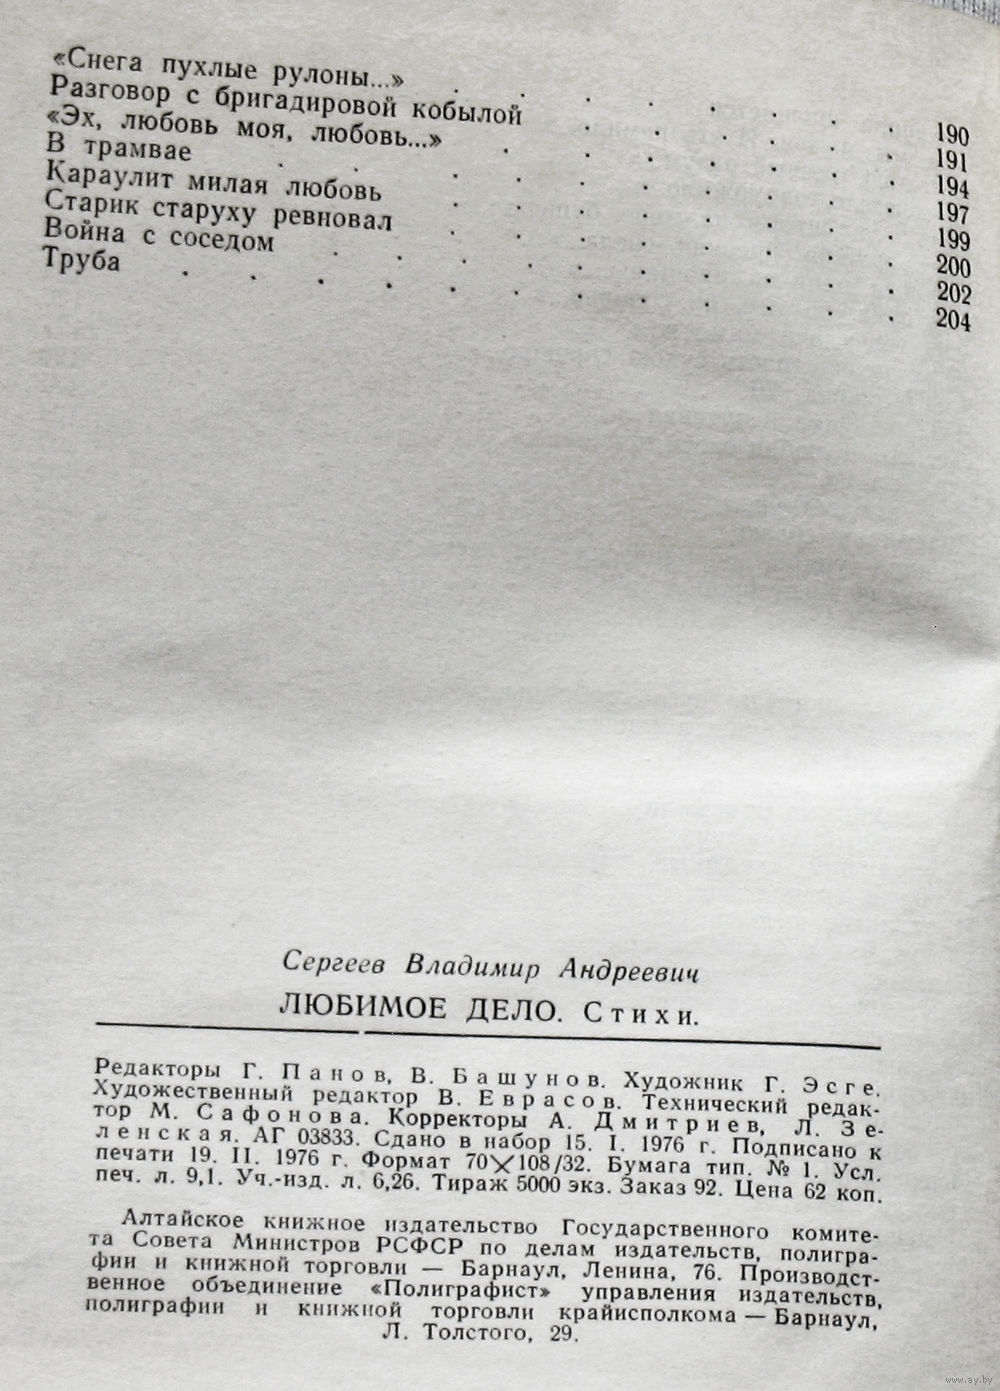 «Снега пухлые рулоны...» . . . . . . . 190
Разговор с бригадировой кобылой . . . . . . 191
«Эх, любовь моя, любовь...» . . . . . . . 194
В трамвае . . . . . . . . . . 197
Караулит милая любовь . . . . . . . . 199
Старик старуху ревновал . . . . . . . . 200
Война с соседом . . . . . . . . . . 202
Труба . . . . . . . . . . . . 204
Сергеев Владимир Андреевич
ЛЮБИМОЕ ДЕЛО. Стихи.
Редакторы Г. Панов, В. Башунов. Художник Г. Эсге.
Художественный редактор В. Еврасов. Технический редак-
тор М. Сафонова. Корректоры А. Дмитриев, Л. Зе-
ленская. АГ 03833. Сдано в набор 15. I. 1976 г. Подписано к
печати 19. II. 1976 г. Формат 70×108/32. Бумага тип. № 1. Усл.
печ. л. 9,1. Уч.-изд. л. 6,26. Тираж 5000 экз. Заказ 92. Цена 62 коп.
Алтайское книжное издательство Государственного комите-
та Совета Министров РСФСР по делам издательств, полигра-
фии и книжной торговли — Барнаул, Ленина, 76. Производст-
венное объединение «Полиграфист» управления издательств,
полиграфии и книжной торговли крайисполкома — Барнаул,
Л. Толстого, 29.
www.ay.by